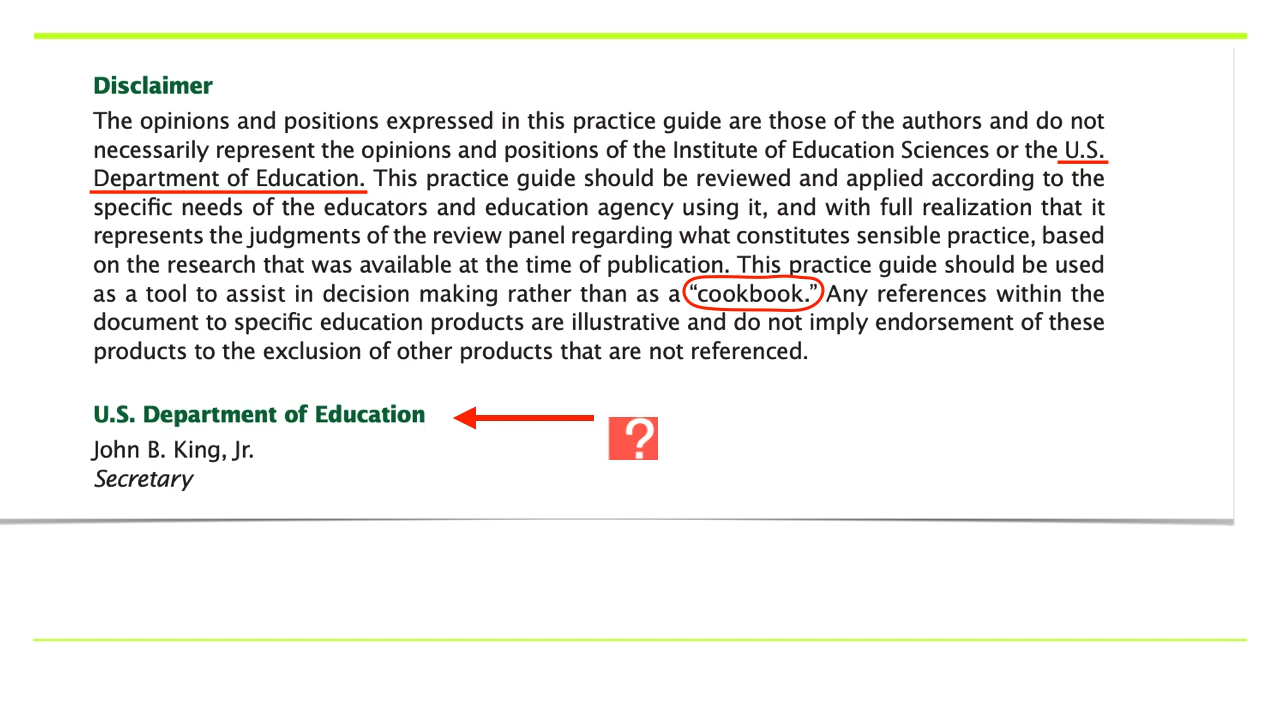 Disclaimer
The opinions and positions expressed in this practice guide are those of the authors and do not
necessarily represent the opinions and positions of the Institute of Education Sciences or the U.S.
Department of Education. This practice guide should be reviewed and applied according to the
specific needs of the educators and education agency using it, and with full realization that it
represents the judgments of the review panel regarding what constitutes sensible practice, based
on the research that was available at the time of publication. This practice guide should be used
as a tool to assist in decision making rather than as a “cookbook.” Any references within the
document to specific education products are illustrative and do not imply endorsement of these
products to the exclusion of other products that are not referenced.
U.S. Department of Education
?
John B. King, Jr.
Secretary